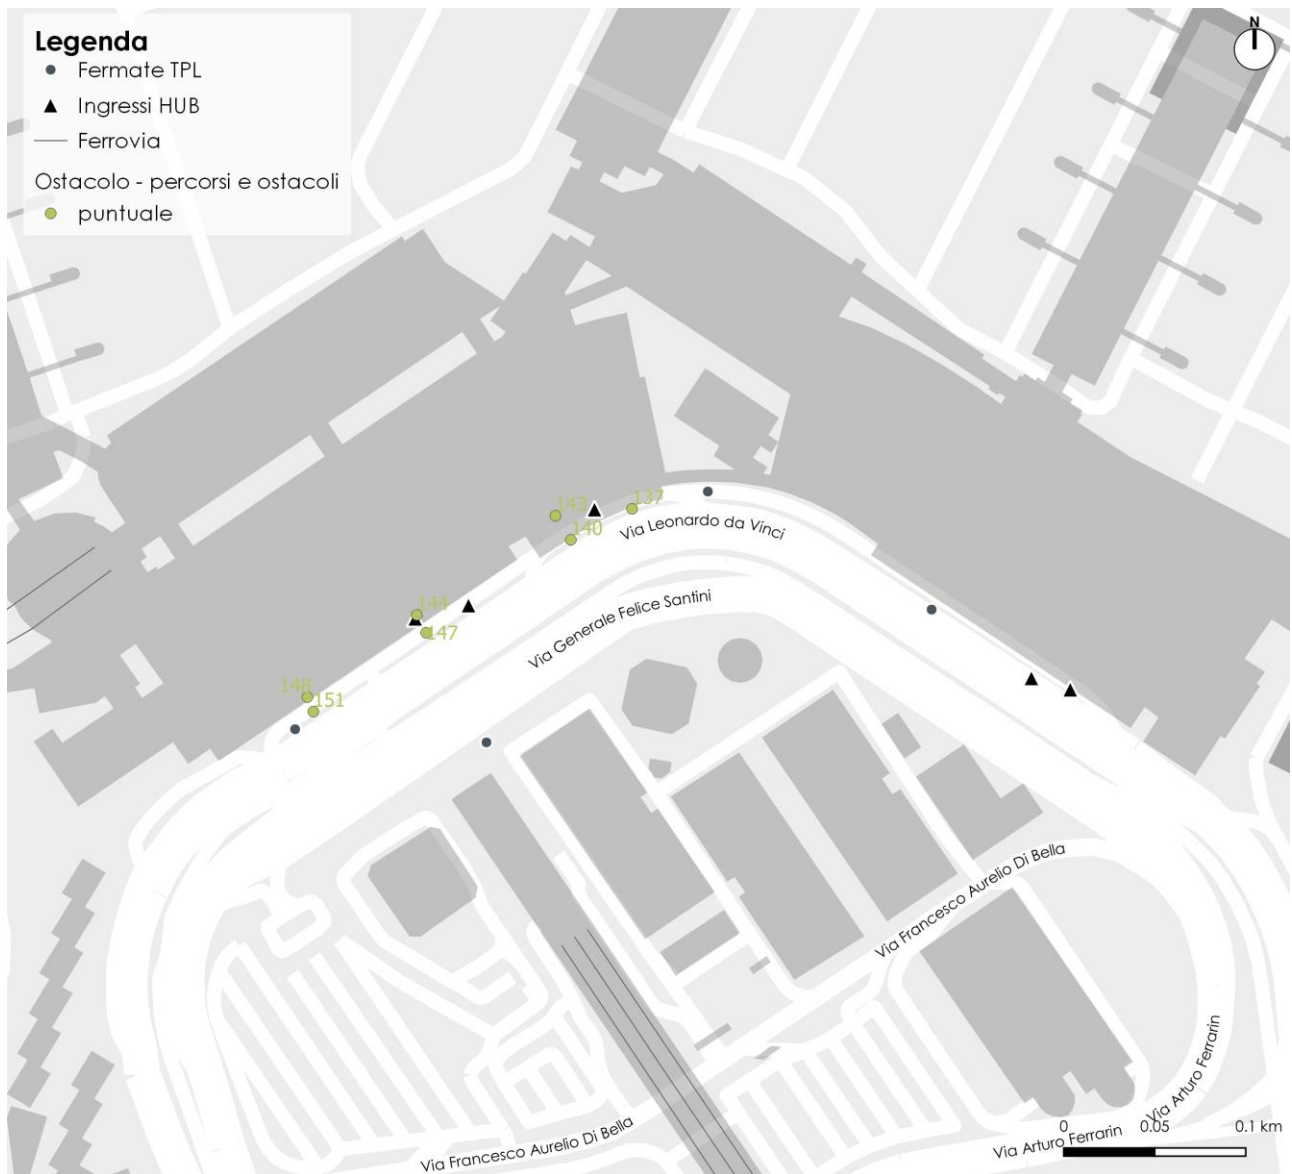 Legenda
Fermate TPL
Ingressi HUB
Ferrovia
Ostacolo - percorsi e ostacoli
puntuale
N
143
137
140
Via Leonardo da Vinci
144
147
Via Generale Felice Santini
148
151
Via Francesco Aurelio Di Bella
Via Arturo Ferrarin
Via Francesco Aurelio Di Bella
Via Arturo Ferrarin
0 0.05 0.1 km